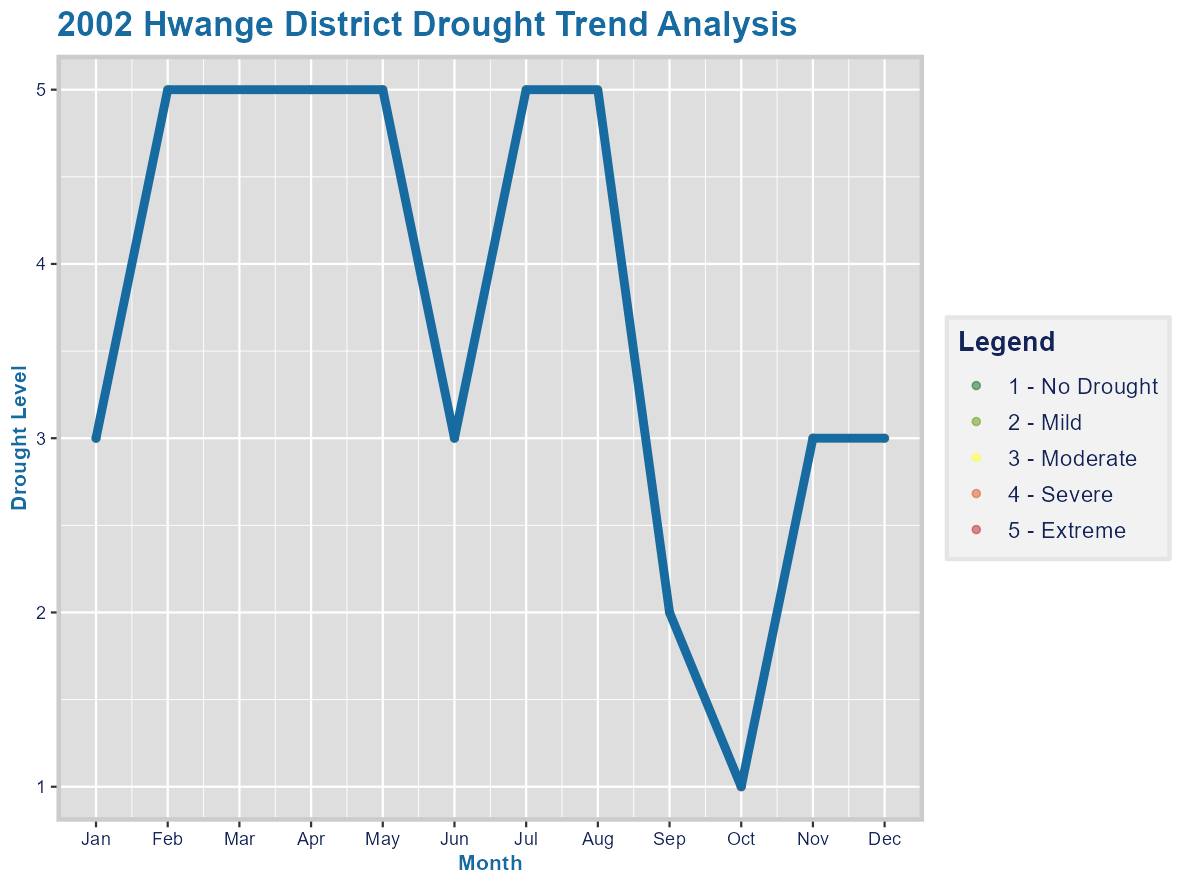 2002 Hwange District Drought Trend Analysis
Drought Level
5
4
3
2
1
Jan Feb Mar Apr May Jun Jul Aug Sep Oct Nov Dec
Month
Legend
1 - No Drought
2 - Mild
3 - Moderate
4 - Severe
5 - Extreme